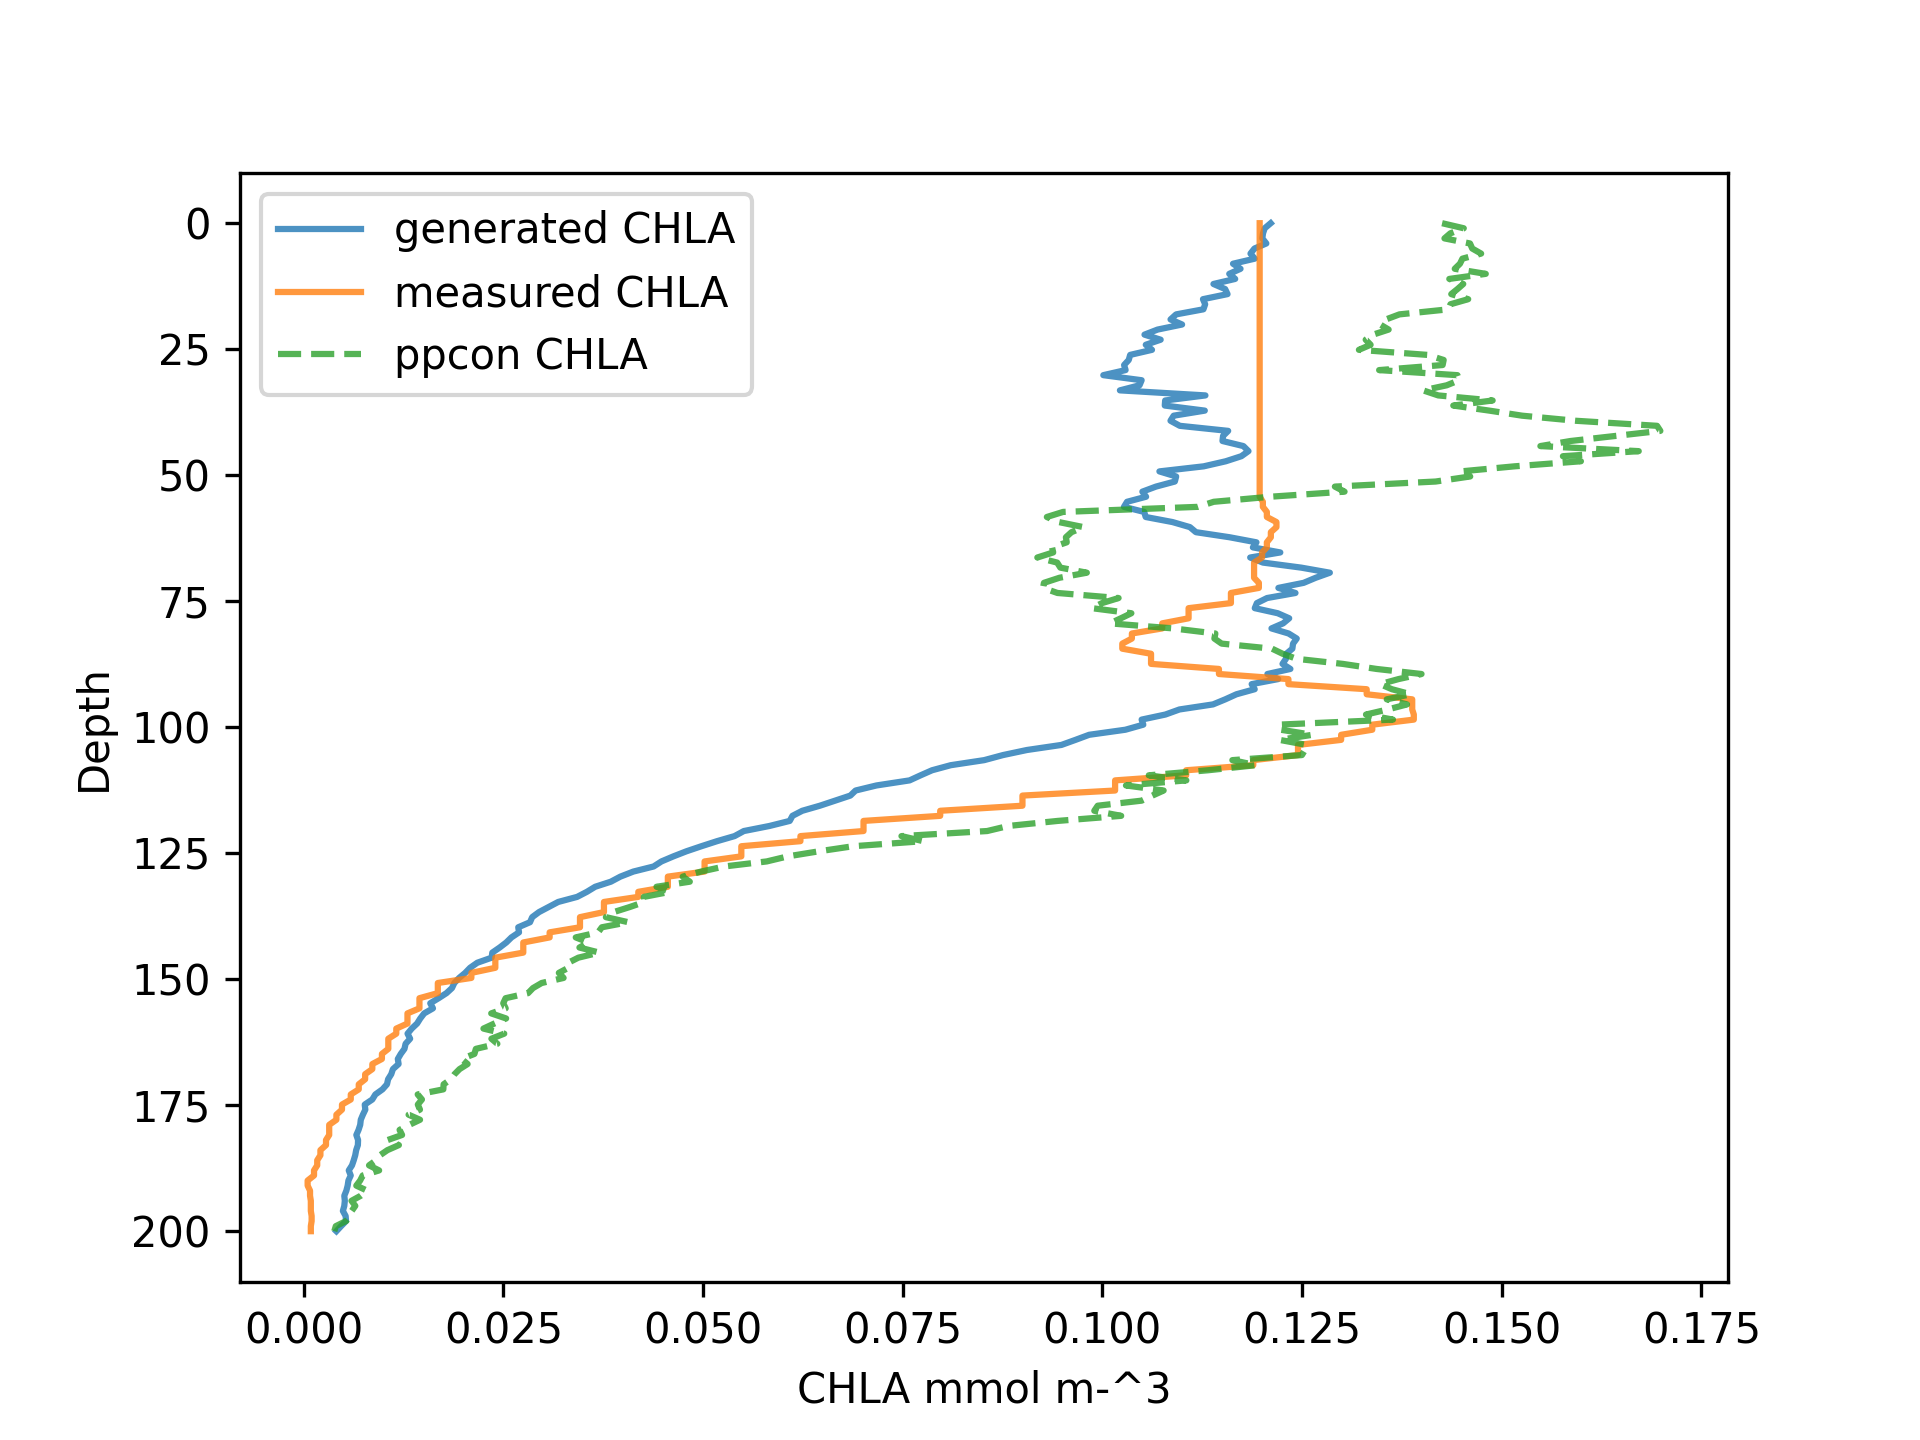 generated CHLA
measured CHLA
ppcon CHLA
0
25
50
75
100
125
150
175
200
Depth
0.000 0.025 0.050 0.075 0.100 0.125 0.150 0.175
CHLA mmol m-^3